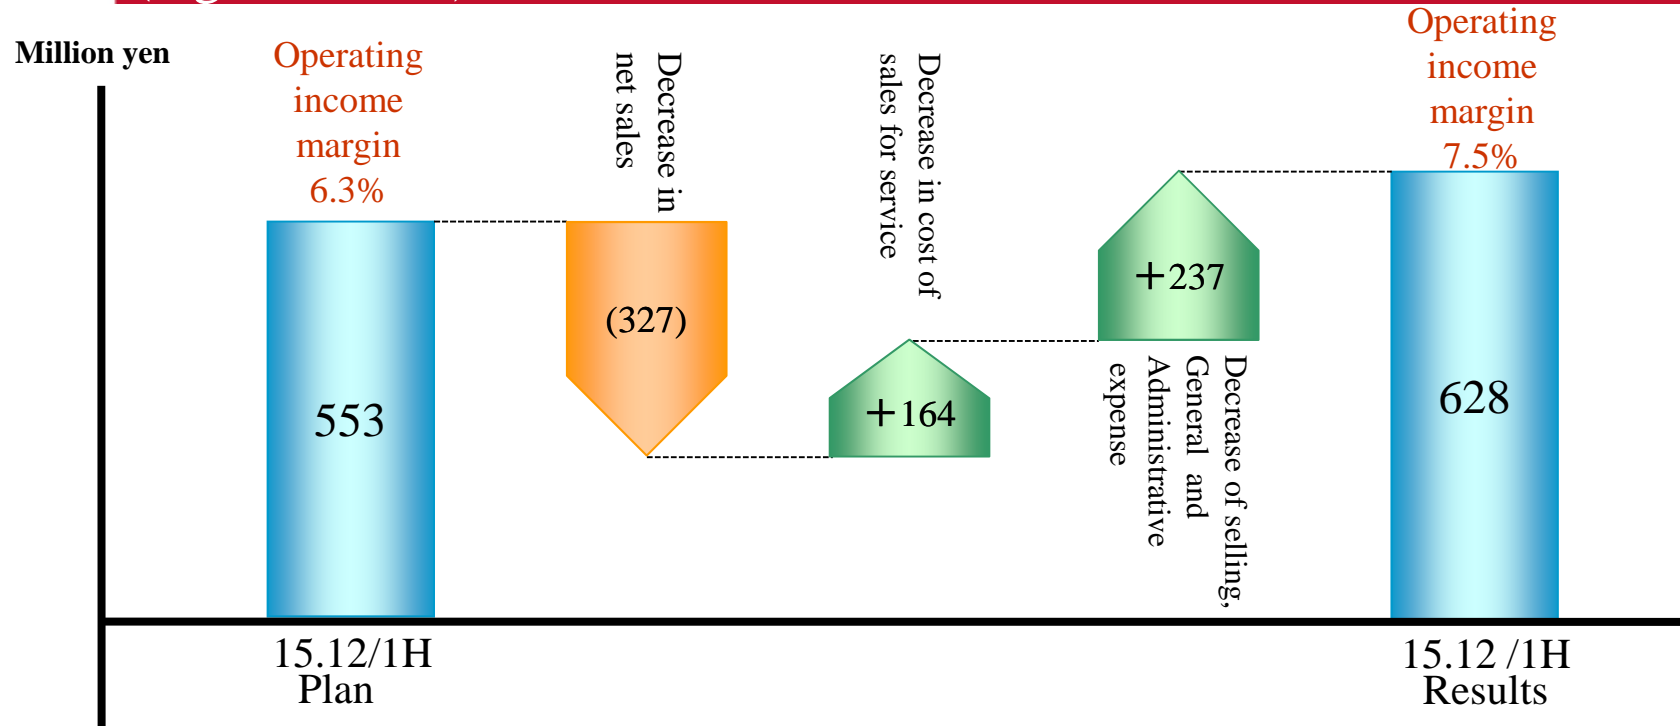 Million yen
Operating
income
margin
6.3%
553
15.12/1H
Plan
Decrease in
net sales
(327)
Decrease in cost of
sales for service
+164
+237
Decrease of selling,
General and
Administrative
expense
Operating
income
margin
7.5%
628
15.12 /1H
Results